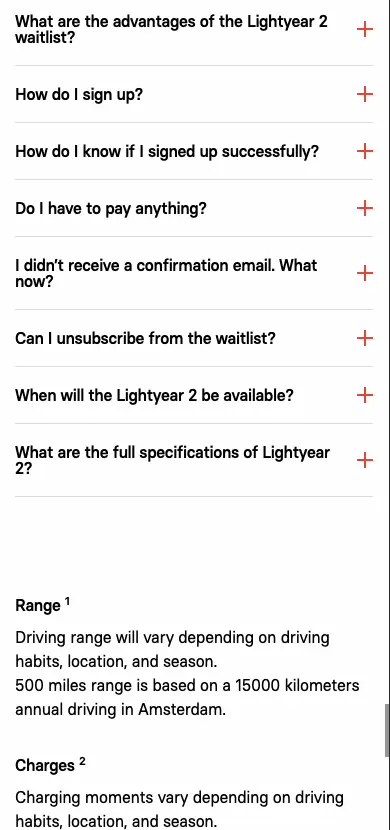 What are the advantages of the Lightyear 2
waitlist?
How do I sign up?
How do I know if I signed up successfully?
Do I have to pay anything?
I didn't receive a confirmation email. What
now?
Can I unsubscribe from the waitlist?
When will the Lightyear 2 be available?
What are the full specifications of Lightyear
2?
Range ¹
Driving range will vary depending on driving
habits, location, and season.
500 miles range is based on a 15000 kilometers
annual driving in Amsterdam.
Charges ²
Charging moments vary depending on driving
habits, location, and season.